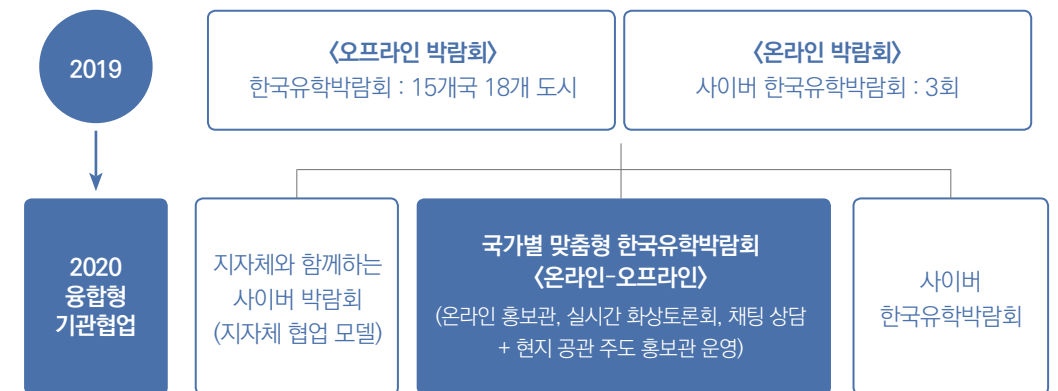 2019
〈오프라인 박람회〉
한국유학박람회 : 15개국 18개 도시
〈온라인 박람회〉
사이버 한국유학박람회 : 3회
2020
융합형
기관협업
지자체와 함께하는
사이버 박람회
(지자체 협업 모델)
국가별 맞춤형 한국유학박람회
〈온라인-오프라인〉
(온라인 홍보관, 실시간 화상토론회, 채팅 상담
+ 현지 공관 주도 홍보관 운영)
사이버
한국유학박람회